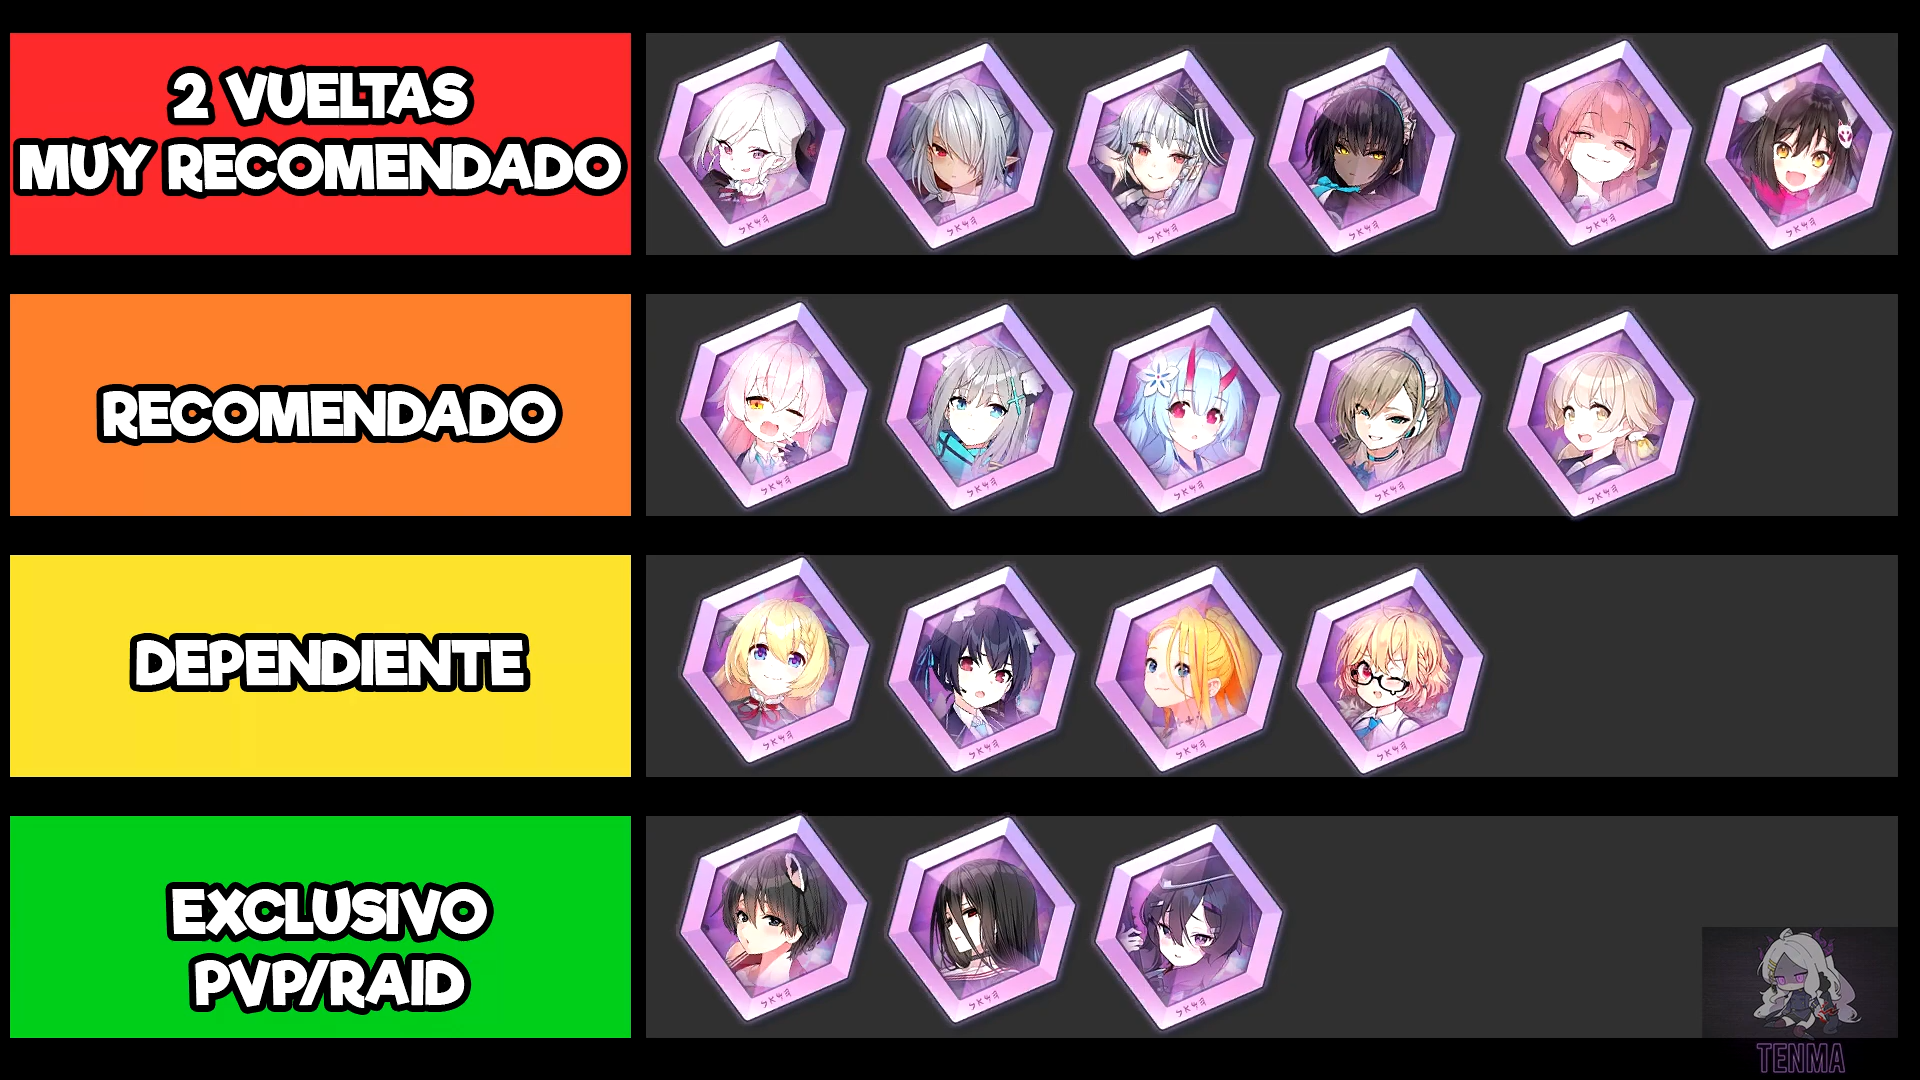 2 VUELTAS
MUY RECOMENDADO
RECOMENDADO
DEPENDIENTE
EXCLUSIVO
PVP/RAID
TENMA